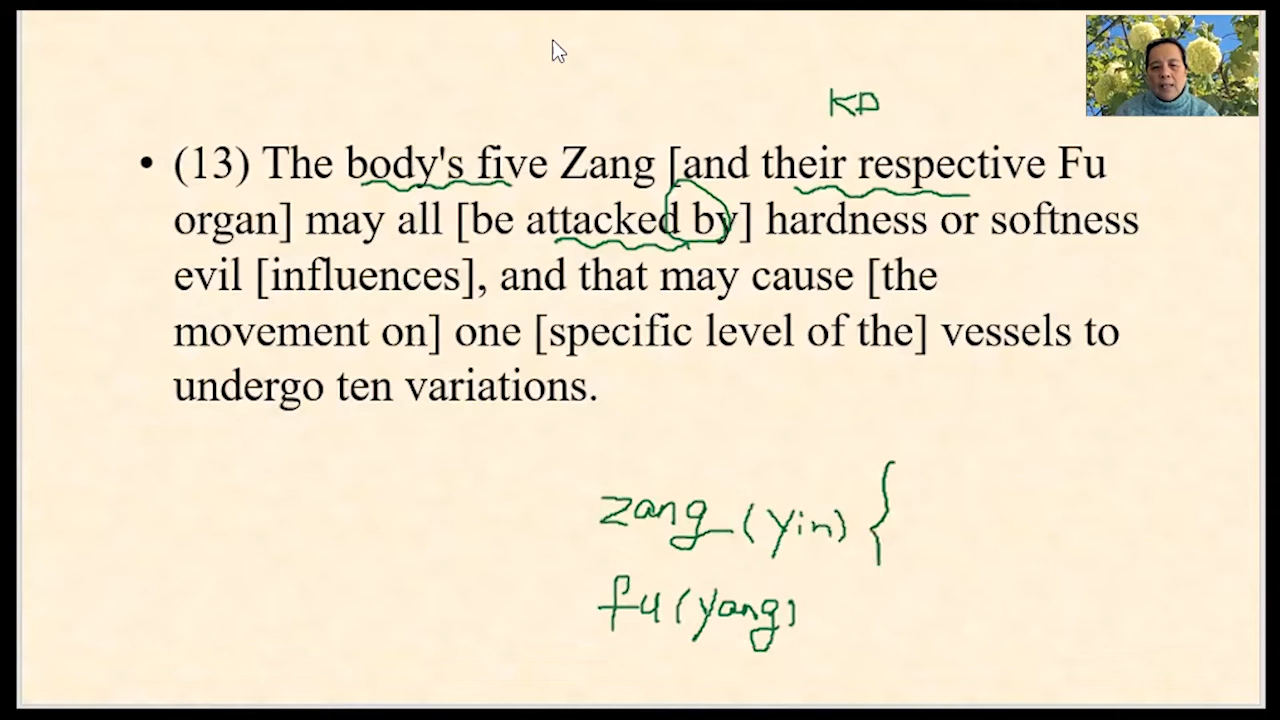 KD
• (13) The body's five Zang [and their respective Fu
organ] may all [be attacked by] hardness or softness
evil [influences], and that may cause [the
movement on] one [specific level of the] vessels to
undergo ten variations.
zang (Yin) {
fu (Yang)